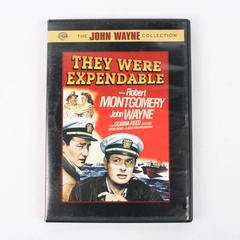 THE JOHN WAYNE COLLECTION
THEY WERE
EXPENDABLE
Robert
MONTGOMERY
John
WAYNE
DONNA REED